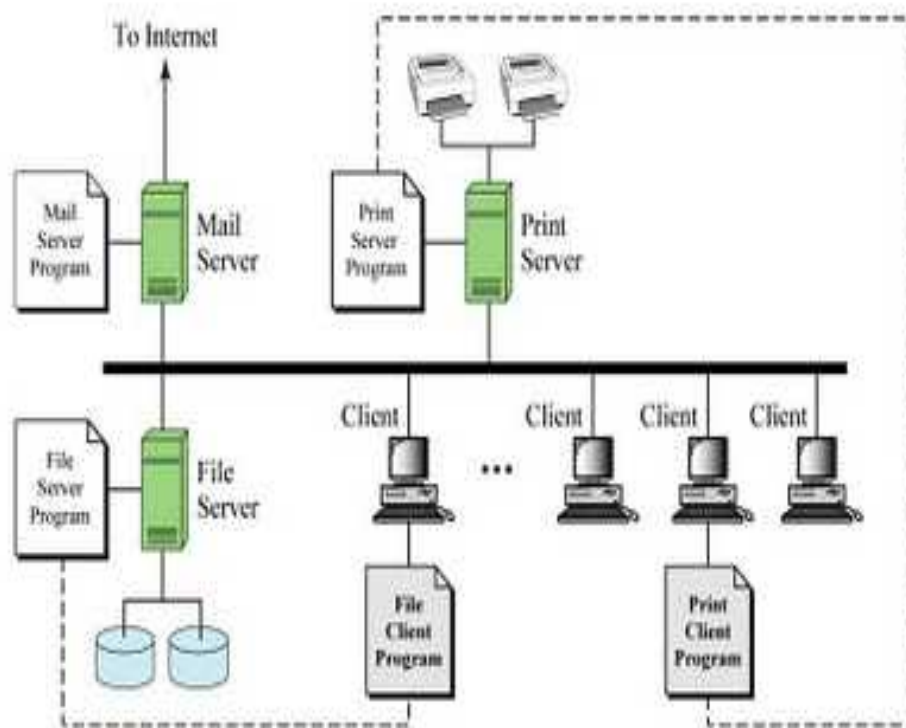 To Internet
Mail
Server
Program
Mail
Server
Print
Server
Program
Print
Server
File
Server
Program
File
Server
Client
...
Client
Client
Client
File
Client
Program
Print
Client
Program